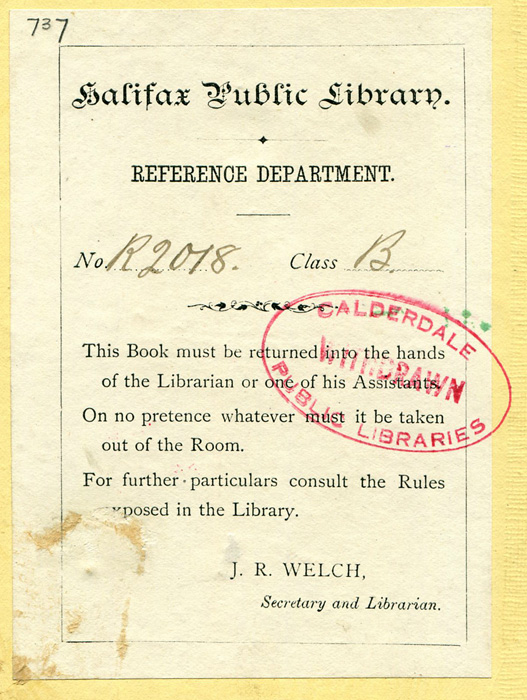 737
Halifax Public Library.
REFERENCE DEPARTMENT.
No R2018. Class B
CALDERDALE
WITHDRAWN
PUBLIC LIBRARIES
This Book must be returned into the hands
of the Librarian or one of his Assistants.
On no pretence whatever must it be taken
out of the Room.
For further particulars consult the Rules
xposed in the Library.
J. R. WELCH,
Secretary and Librarian.